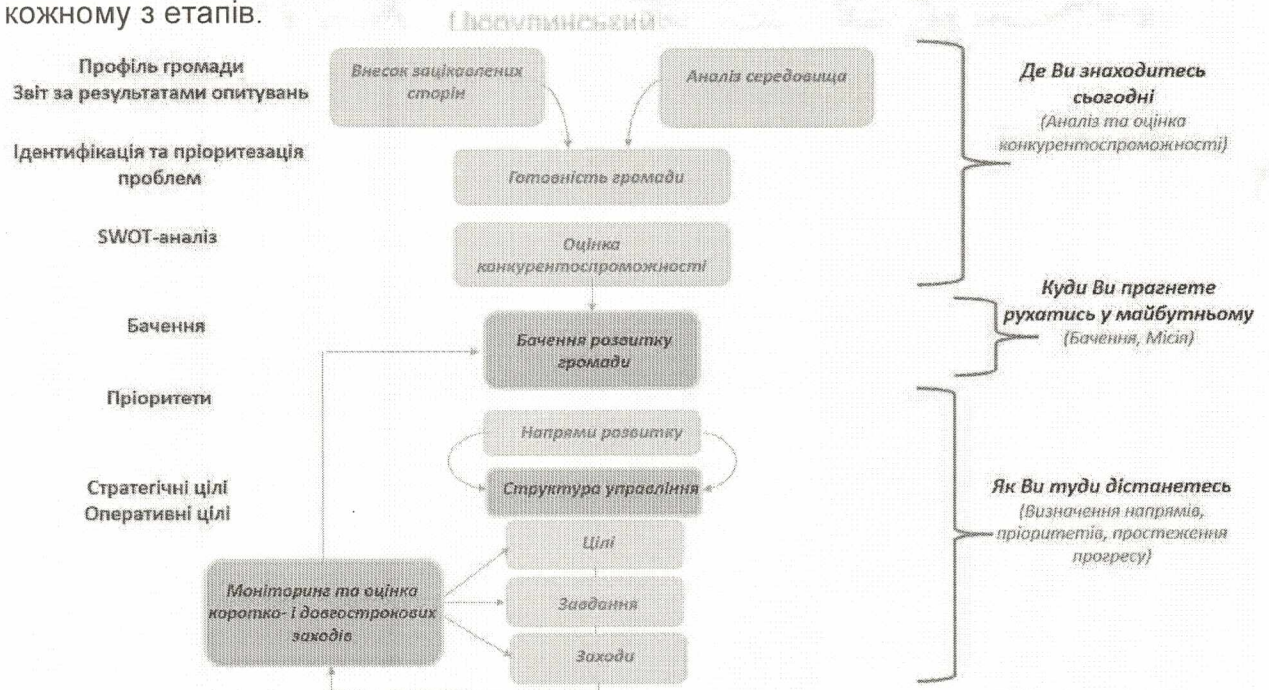 кожному з етапів.
Профіль громади
Звіт за результатами опитувань
Внесок зацікавлених
сторін
Аналіз середовища
Де Ви знаходитесь
сьогодні
(Аналіз та оцінка
конкурентоспроможності)
Ідентифікація та пріоритезація
проблем
Готовність громади
SWOT-аналіз
Оцінка
конкурентоспроможності
Куди Ви прагнете
рухатись у майбутньому
(Бачення, Місія)
Бачення
Бачення розвитку
громади
Пріоритети
Напрями розвитку
Стратегічні цілі
Оперативні цілі
Структура управління
Як Ви туди дістанетесь
(Визначення напрямів,
пріоритетів, простеження
прогресу)
Цілі
Моніторинг та оцінка
коротко- і довгострокових
заходів
Завдання
Заходи